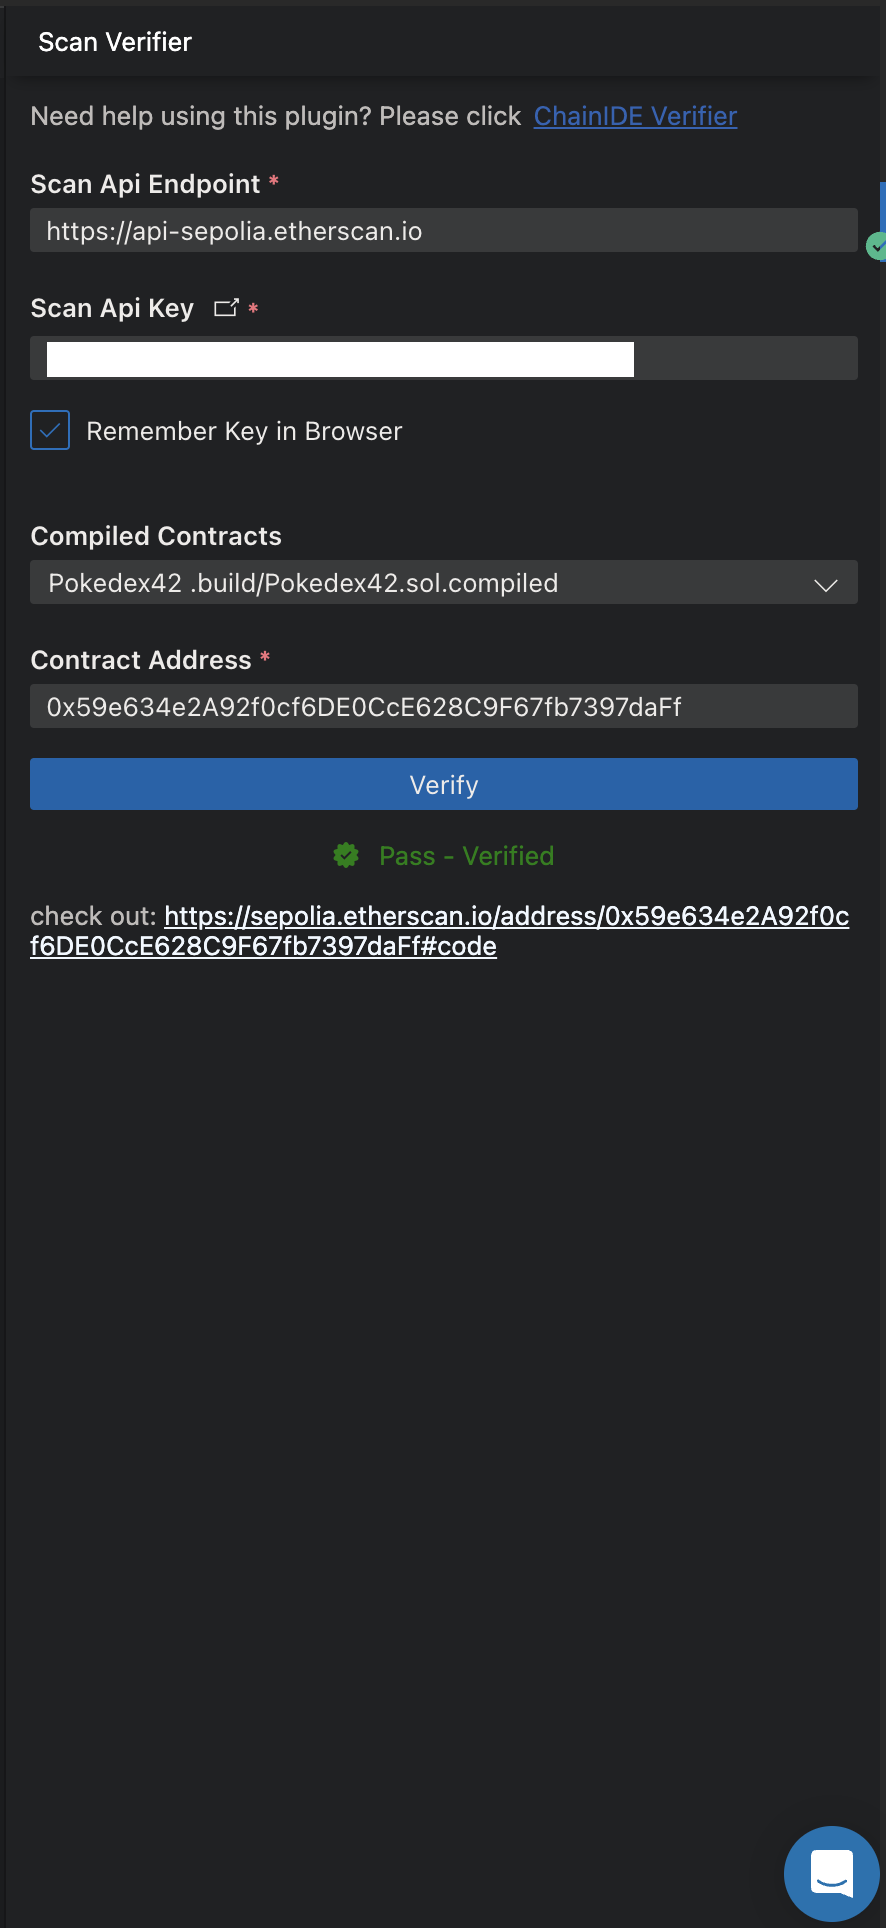 Scan Verifier
Need help using this plugin? Please click ChainIDE Verifier
Scan Api Endpoint *
https://api-sepolia.etherscan.io
Scan Api Key *
Remember Key in Browser
Compiled Contracts
Pokedex42 .build/Pokedex42.sol.compiled
Contract Address *
0x59e634e2A92f0cf6DE0CcE628C9F67fb7397daFf
Verify
Pass - Verified
check out: https://sepolia.etherscan.io/address/0x59e634e2A92f0c
f6DE0CcE628C9F67fb7397daFf#code